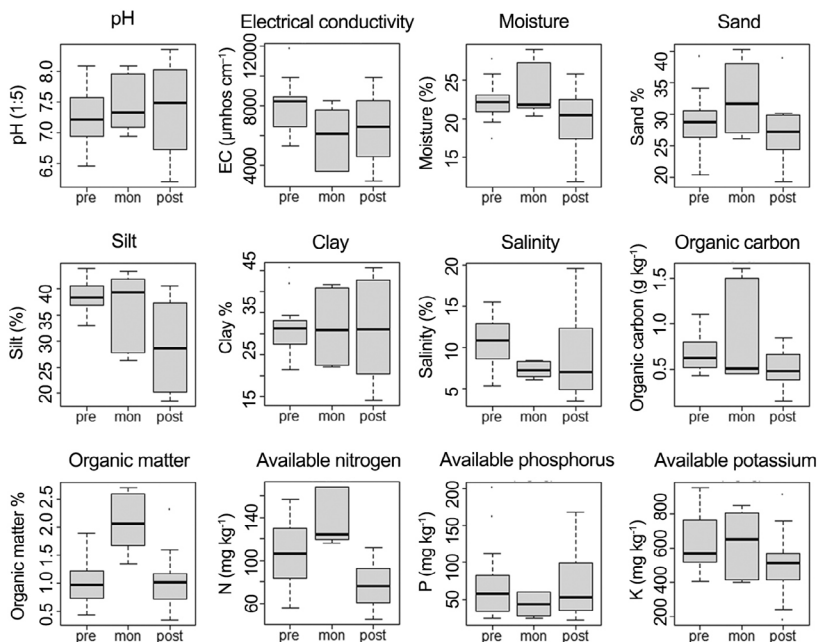 pH
Electrical conductivity
Moisture
Sand
pH (1:5)
8.0
7.5
7.0
6.5
pre mon post
EC (µmhos cm⁻¹)
12000
8000
4000
pre mon post
Moisture (%)
25
20
15
pre mon post
Sand %
40
35
30
25
20
pre mon post
Silt
Clay
Salinity
Organic carbon
Silt (%)
40
35
30
25
20
pre mon post
Clay %
45
35
25
15
pre mon post
Salinity (%)
20
15
10
5
pre mon post
Organic carbon (g kg⁻¹)
1.5
1.0
0.5
pre mon post
Organic matter
Available nitrogen
Available phosphorus
Available potassium
Organic matter %
2.5
2.0
1.5
1.0
0.5
pre mon post
N (mg kg⁻¹)
140
100
60
pre mon post
P (mg kg⁻¹)
200
150
100
50
pre mon post
K (mg kg⁻¹)
800
600
400
200
pre mon post